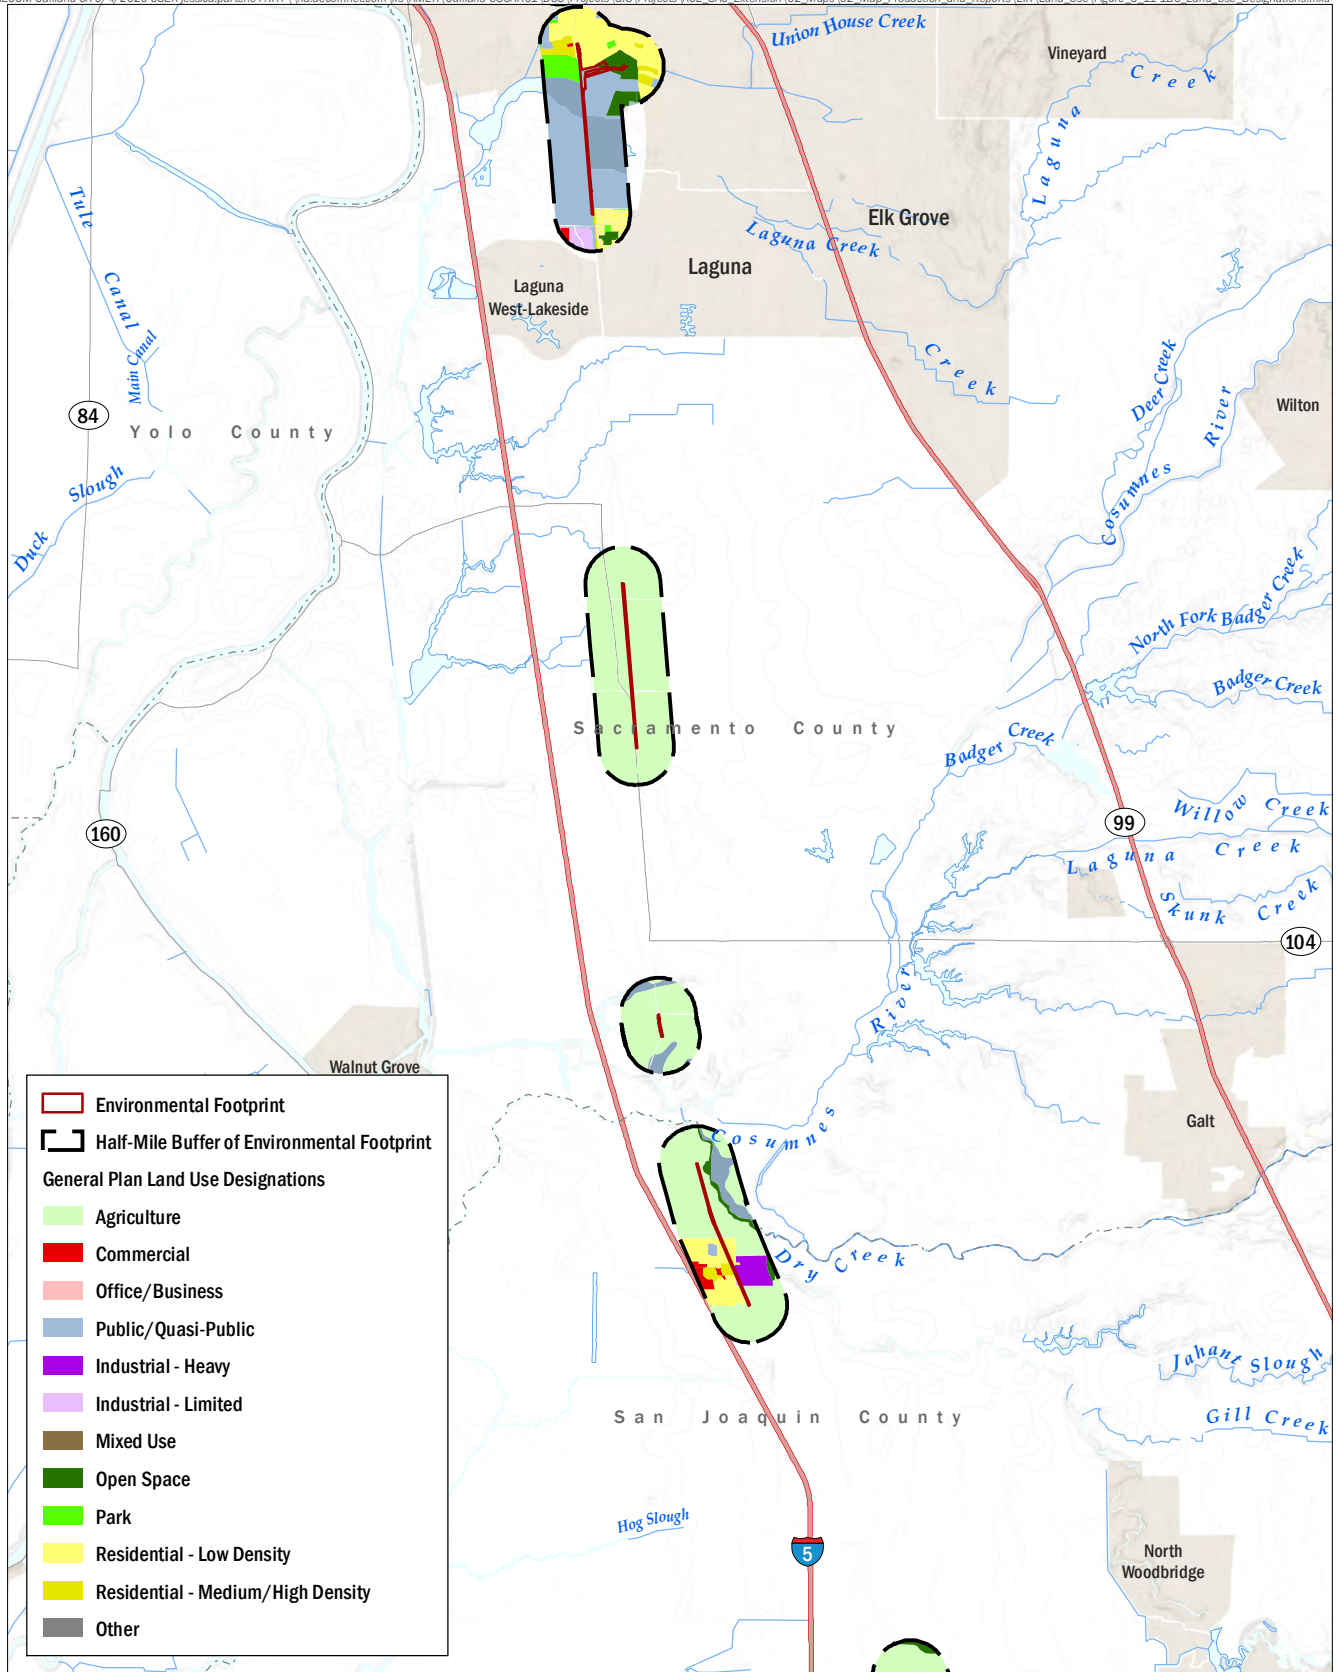 Union House Creek
Vineyard
Creek
Laguna
Tule
Canal
Elk Grove
Laguna Creek
Laguna
Laguna
West-Lakeside
Main Canal
Creek
Deer Creek
River
Wilton
84
Yolo County
Cosumnes
Slough
Duck
North Fork Badger Creek
Badger Creek
Sacramento County
Badger Creek
Willow Creek
160
99
Laguna Creek
Skunk Creek
104
River
Walnut Grove
Galt
Cosumnes
Dry Creek
Environmental Footprint
Half-Mile Buffer of Environmental Footprint
General Plan Land Use Designations
Agriculture
Commercial
Office/Business
Public/Quasi-Public
Industrial - Heavy
Industrial - Limited
Mixed Use
Open Space
Park
Residential - Low Density
Residential - Medium/High Density
Other
Jahant Slough
San Joaquin County
Gill Creek
Hog Slough
5
North
Woodbridge